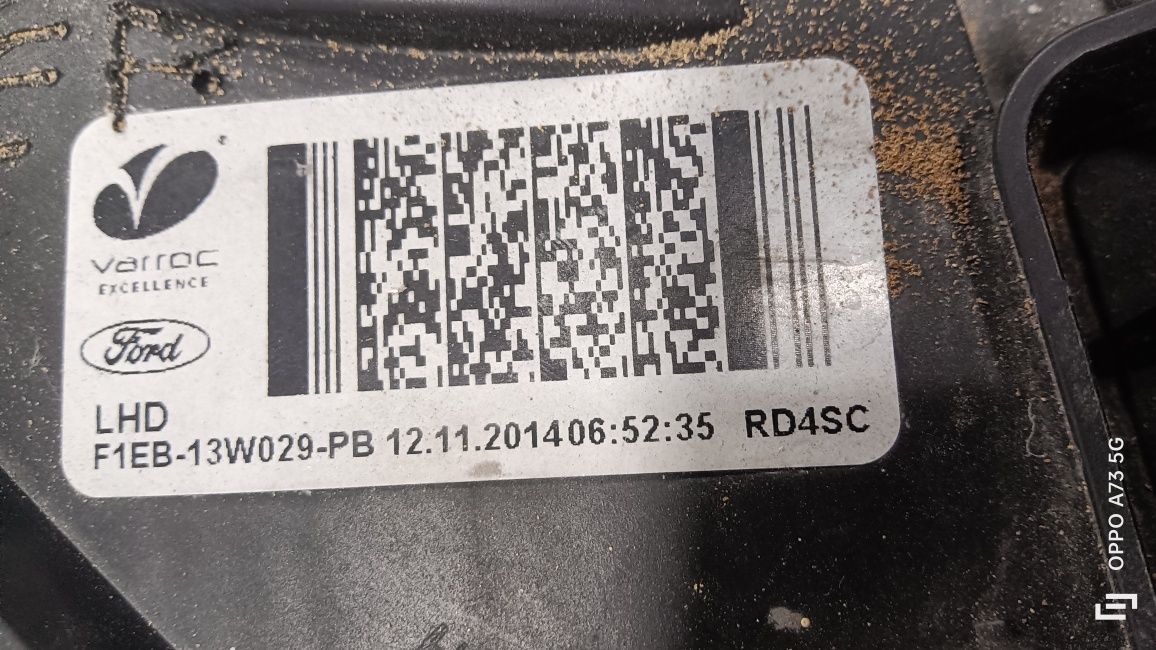 varroc
EXCELLENCE
Ford
LHD
F1EB-13W029-PB 12.11.2014 06:52:35 RD4SC
OPPO A73 5G